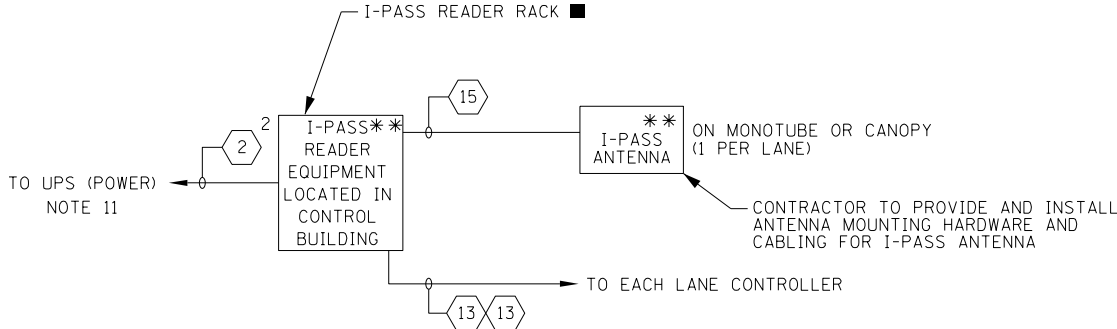 I-PASS READER RACK ■
15
2
2
I-PASS**
READER
EQUIPMENT
LOCATED IN
CONTROL
BUILDING
**
I-PASS
ANTENNA
ON MONOTUBE OR CANOPY
(1 PER LANE)
TO UPS (POWER)
NOTE 11
CONTRACTOR TO PROVIDE AND INSTALL
ANTENNA MOUNTING HARDWARE AND
CABLING FOR I-PASS ANTENNA
TO EACH LANE CONTROLLER
13 13